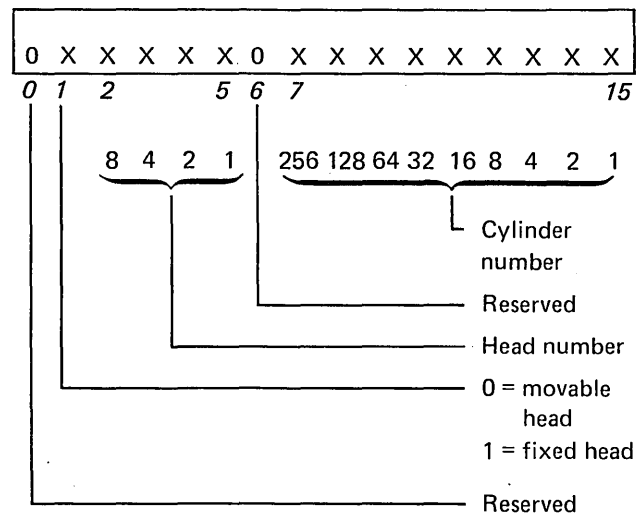 0 X X X X X 0 X X X X X X X X X
0 1 2 5 6 7 15
8 4 2 1 256 128 64 32 16 8 4 2 1
Cylinder
number
Reserved
Head number
0 = movable
head
1 = fixed head
Reserved